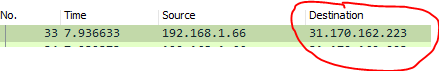 No. Time Source Destination
33 7.936633 192.168.1.66 31.170.162.223